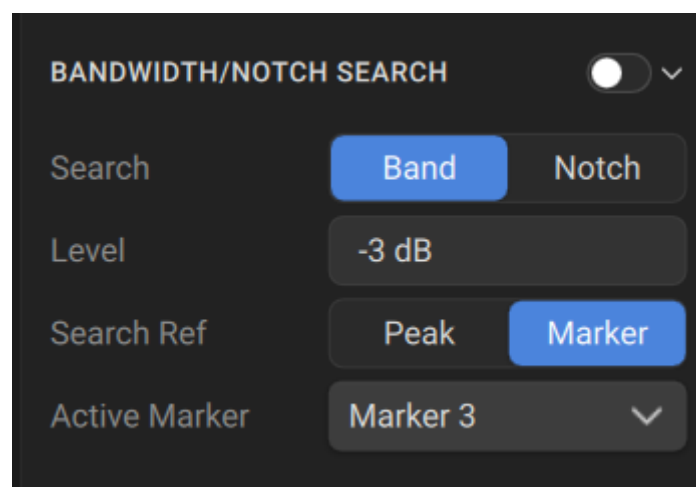 BANDWIDTH/NOTCH SEARCH
Search Band Notch
Level -3 dB
Search Ref Peak Marker
Active Marker Marker 3